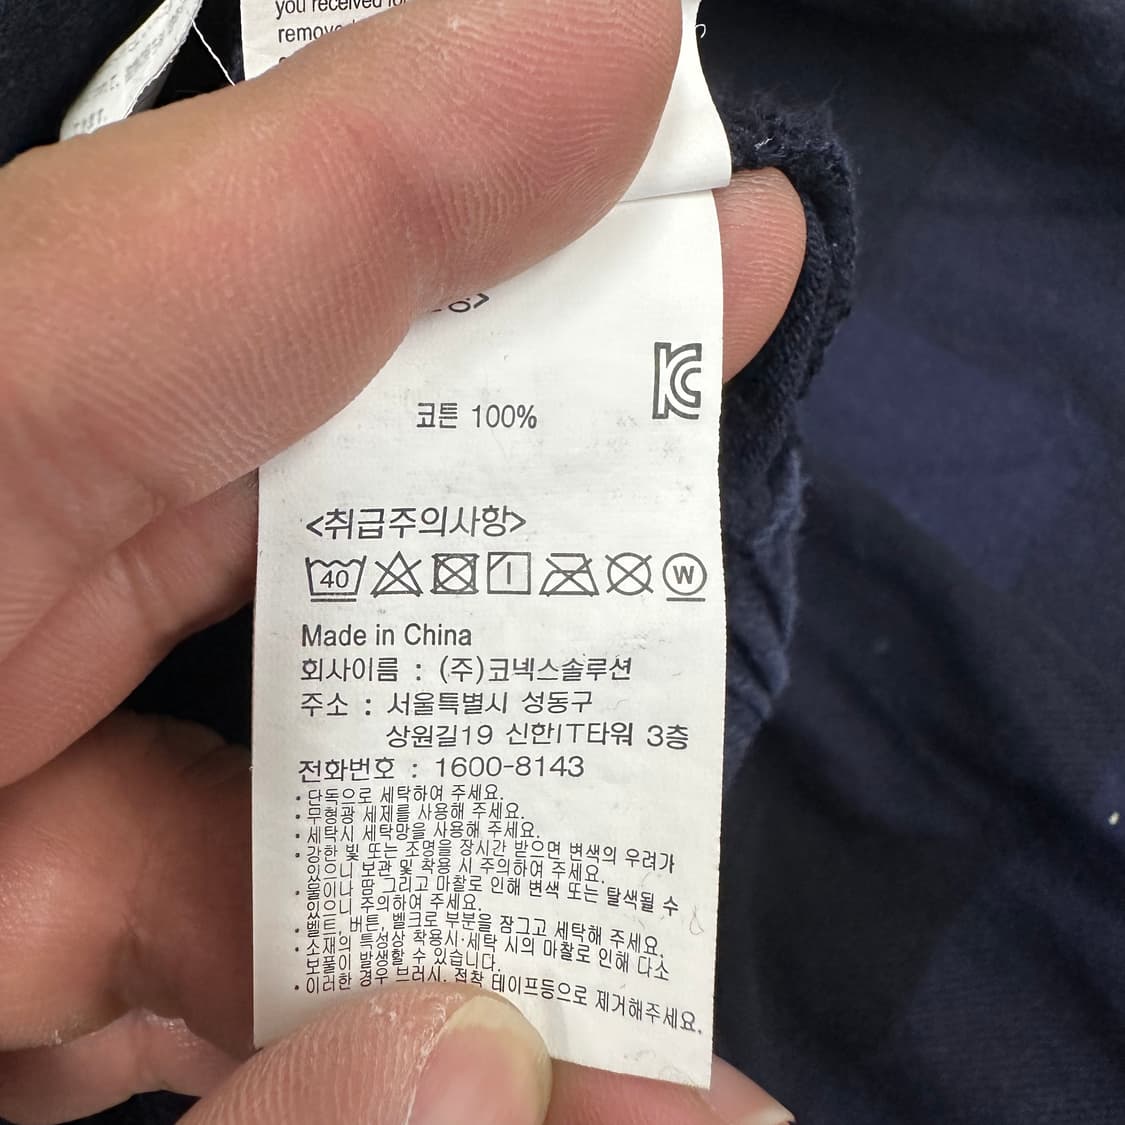 you received
remove
코튼 100%
<취급주의사항>
40 W
Made in China
회사이름 : (주)코넥스솔루션
주소 : 서울특별시 성동구
상원길19 신한IT타워 3층
전화번호 : 1600-8143
• 단독으로 세탁하여 주세요.
• 무형광 세제를 사용해 주세요.
• 세탁시 세탁망을 사용해 주세요.
• 강한 빛 또는 조명을 장시간 받으면 변색의 우려가
있으니 보관 및 착용 시 주의하여 주세요.
• 물이나 땀 그리고 마찰로 인해 변색 또는 탈색될 수
있으니 주의하여 주세요.
• 벨트, 버튼, 벨크로 부분을 잠그고 세탁해 주세요.
• 소재의 특성상 착용시·세탁 시의 마찰로 인해 다소
보풀이 발생할 수 있습니다.
• 이러한 경우 브러시, 접착 테이프등으로 제거해주세요.